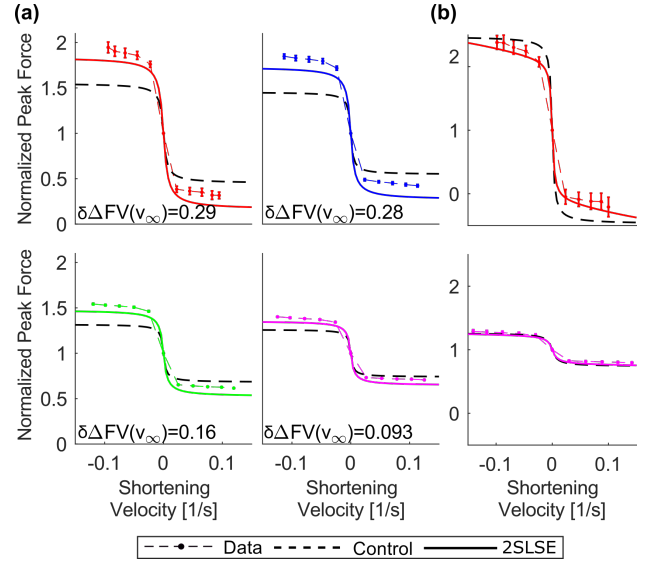 (a)
(b)
Normalized Peak Force
2
1.5
1
0.5
0
δΔFV(v∞)=0.29
δΔFV(v∞)=0.28
2
1
0
Normalized Peak Force
2
1.5
1
0.5
0
δΔFV(v∞)=0.16
δΔFV(v∞)=0.093
2
1
0
-0.1 0 0.1
-0.1 0 0.1
-0.1 0 0.1
Shortening
Velocity [1/s]
Shortening
Velocity [1/s]
Shortening
Velocity [1/s]
Data Control 2SLSE